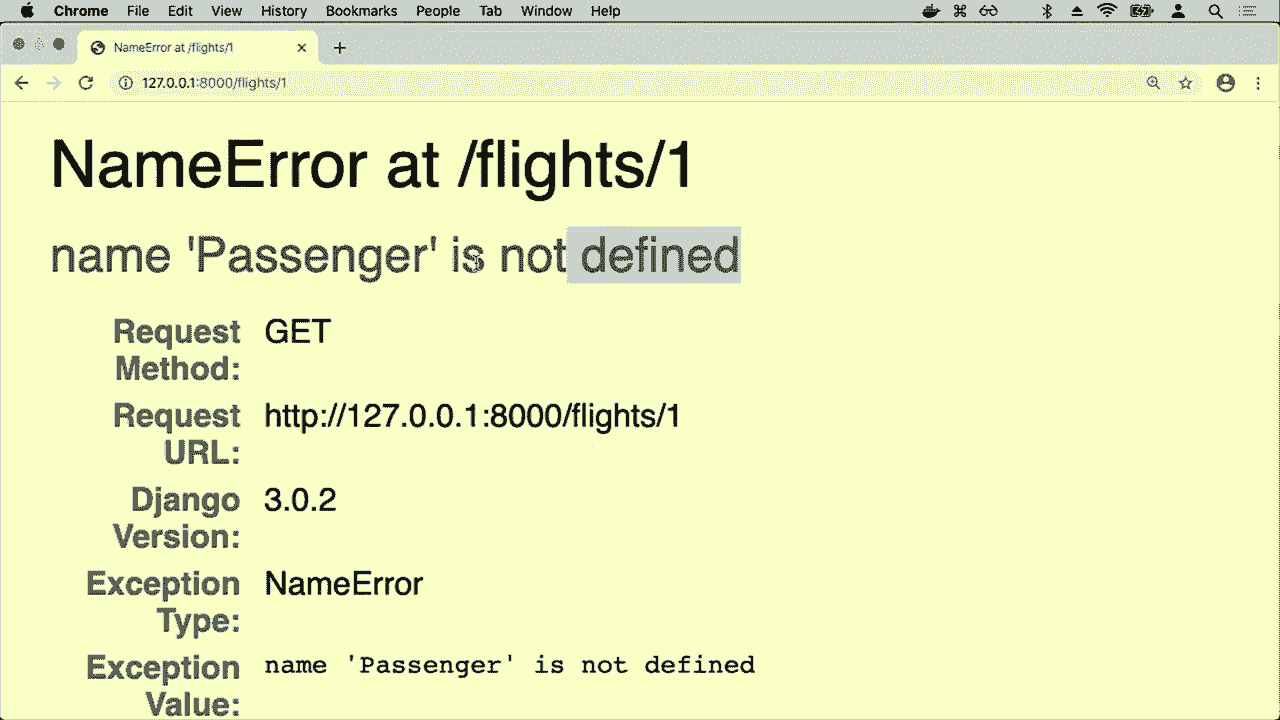 Chrome File Edit View History Bookmarks People Tab Window Help
NameError at /flights/1
127.0.0.1:8000/flights/1
NameError at /flights/1
name 'Passenger' is not defined
Request Method: GET
Request URL: http://127.0.0.1:8000/flights/1
Django Version: 3.0.2
Exception Type: NameError
Exception Value: name 'Passenger' is not defined